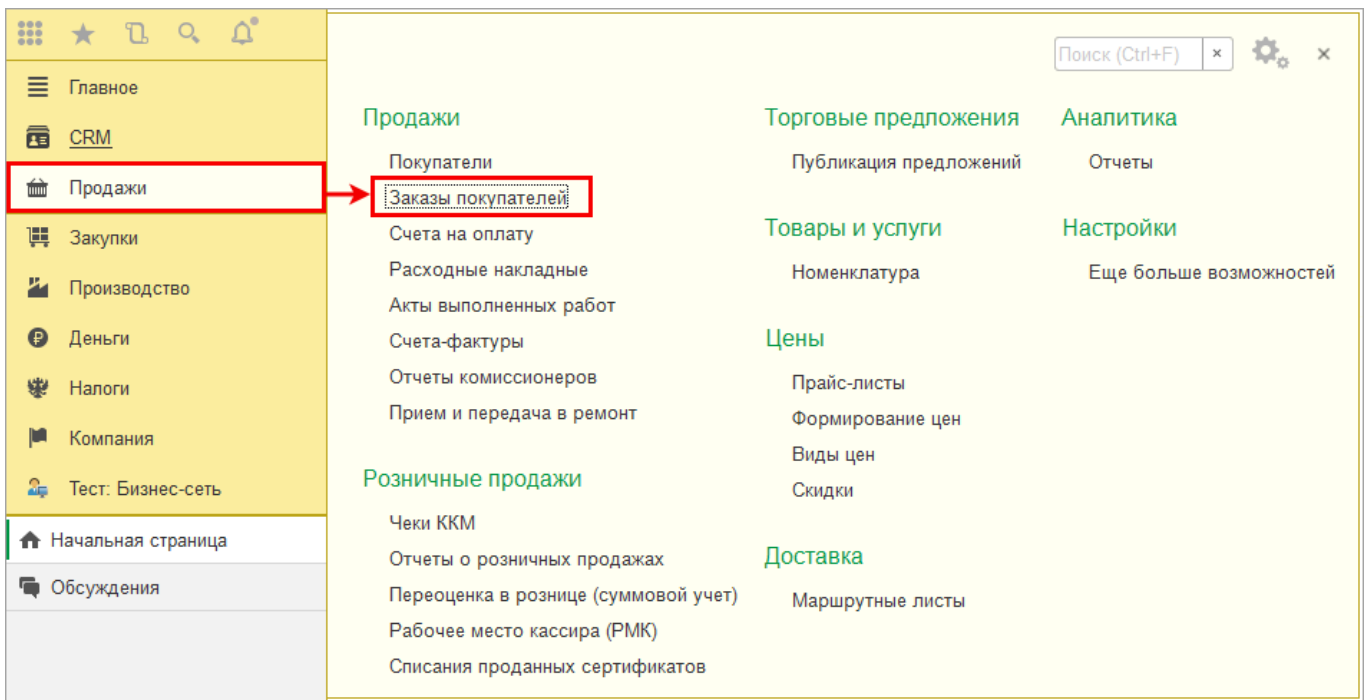 Главное
CRM
Продажи
Закупки
Производство
Деньги
Налоги
Компания
Тест: Бизнес-сеть
Начальная страница
Обсуждения
Поиск (Ctrl+F)
Продажи
Покупатели
Заказы покупателей
Счета на оплату
Расходные накладные
Акты выполненных работ
Счета-фактуры
Отчеты комиссионеров
Прием и передача в ремонт
Розничные продажи
Чеки ККМ
Отчеты о розничных продажах
Переоценка в рознице (суммовой учет)
Рабочее место кассира (РМК)
Списания проданных сертификатов
Торговые предложения
Публикация предложений
Товары и услуги
Номенклатура
Цены
Прайс-листы
Формирование цен
Виды цен
Скидки
Доставка
Маршрутные листы
Аналитика
Отчеты
Настройки
Еще больше возможностей